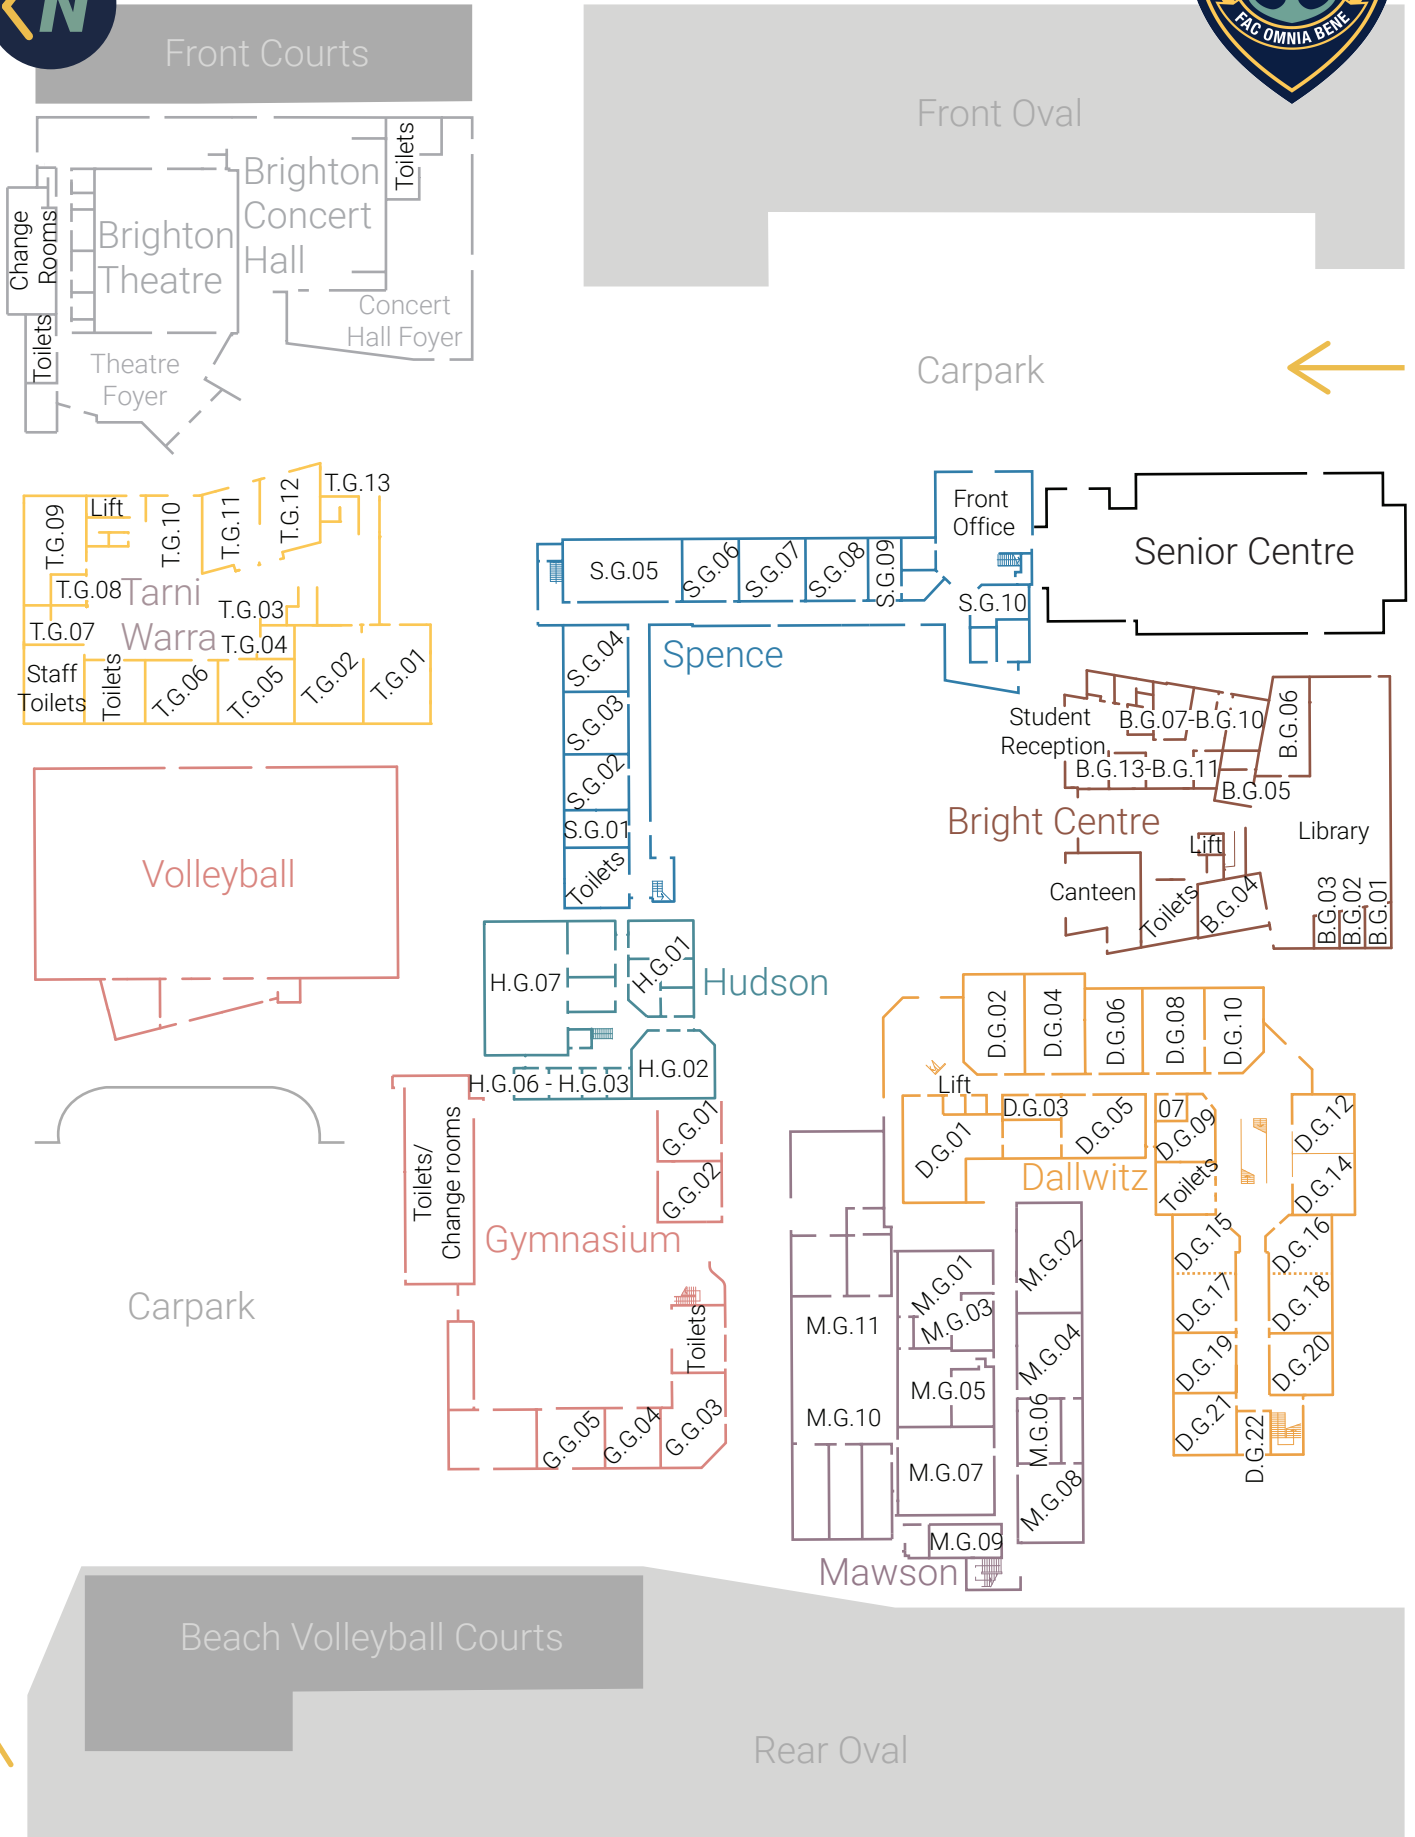 N
FAC OMNIA BENE
Front Courts
Front Oval
Toilets
Brighton
Concert
Hall
Change
Rooms
Brighton
Theatre
Concert
Hall Foyer
Toilets
Theatre
Foyer
Carpark
T.G.09
Lift
T.G.10
T.G.11
T.G.12
T.G.13
T.G.08
Tarni
Warra
T.G.03
T.G.07
T.G.04
Staff
Toilets
Toilets
T.G.06
T.G.05
T.G.02
T.G.01
Front
Office
Senior Centre
S.G.05
S.G.06
S.G.07
S.G.08
S.G.09
S.G.10
Spence
S.G.04
S.G.03
S.G.02
S.G.01
Toilets
Student
Reception
B.G.07-B.G.10
B.G.06
B.G.13-B.G.11
B.G.05
Bright Centre
Lift
Library
Canteen
Toilets
B.G.04
B.G.03
B.G.02
B.G.01
Volleyball
H.G.07
H.G.01
Hudson
H.G.06 - H.G.03
H.G.02
D.G.02
D.G.04
D.G.06
D.G.08
D.G.10
Lift
D.G.01
D.G.03
D.G.05
07
D.G.09
D.G.12
Dallwitz
Toilets
D.G.14
D.G.15
D.G.16
D.G.17
D.G.18
D.G.19
D.G.20
D.G.21
D.G.22
Toilets/
Change rooms
G.G.01
G.G.02
Gymnasium
Toilets
G.G.05
G.G.04
G.G.03
Carpark
M.G.01
M.G.02
M.G.03
M.G.11
M.G.04
M.G.05
M.G.10
M.G.06
M.G.07
M.G.08
M.G.09
Mawson
Beach Volleyball Courts
Rear Oval